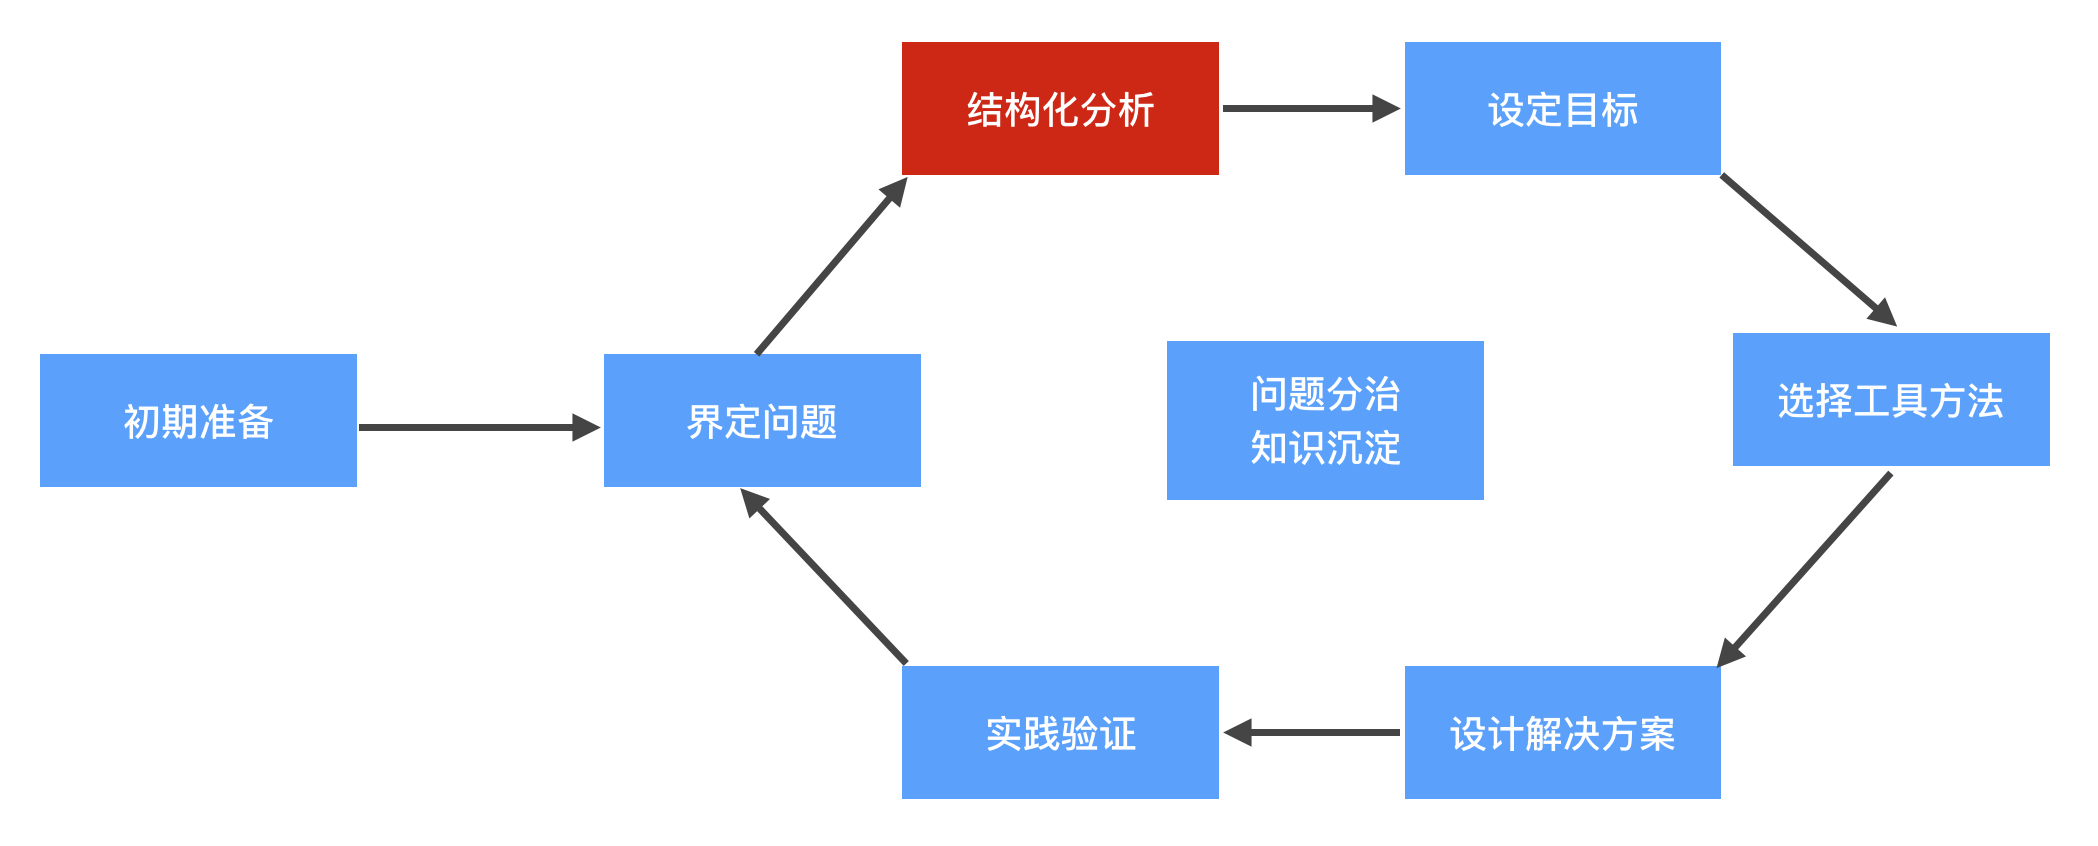 结构化分析
设定目标
初期准备
界定问题
问题分治
知识沉淀
选择工具方法
实践验证
设计解决方案